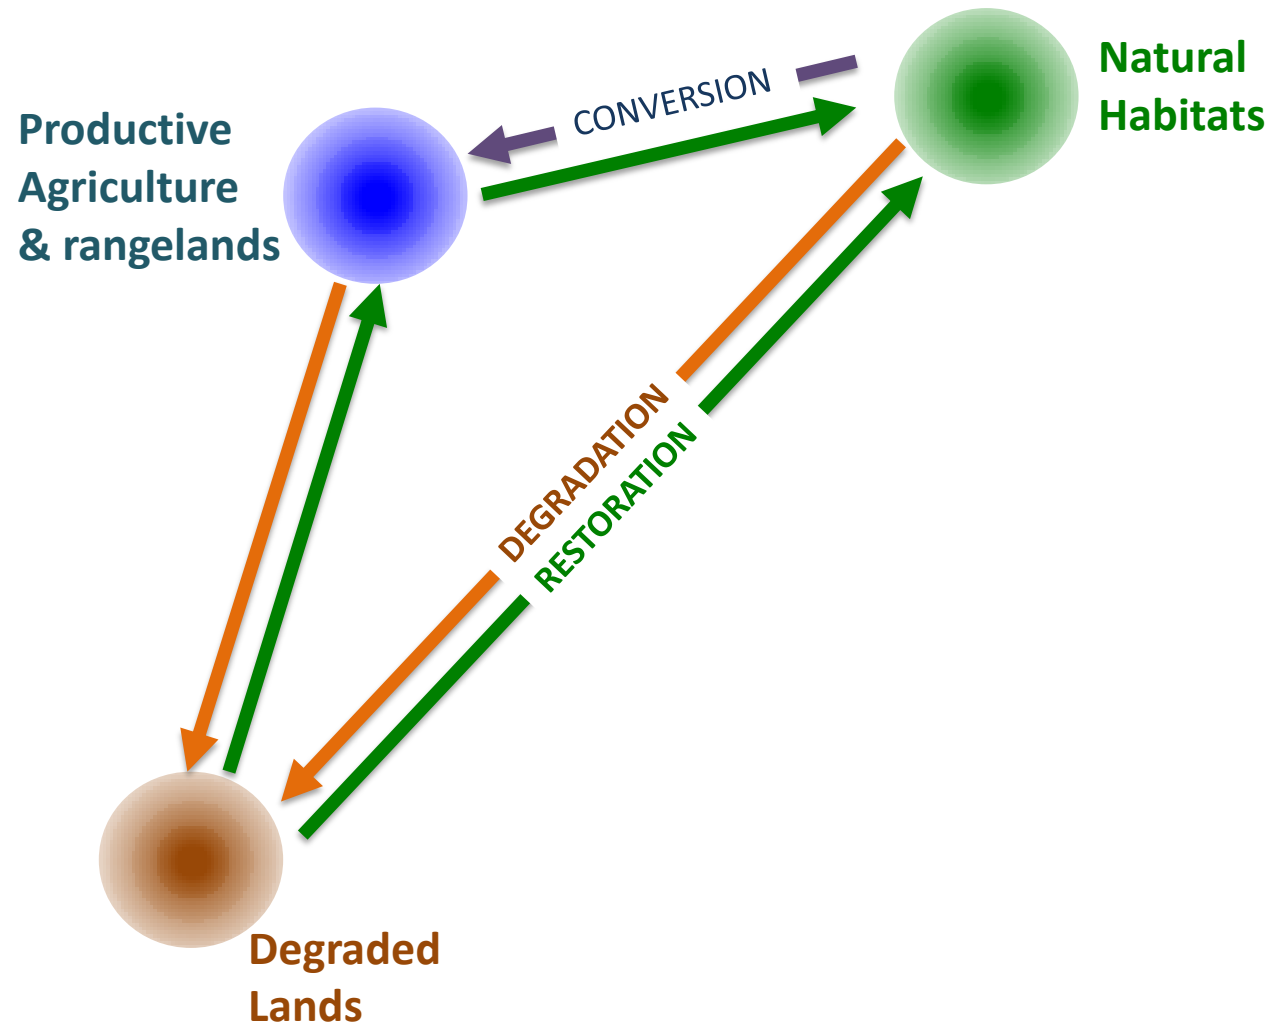 Natural
Habitats
CONVERSION
Productive
Agriculture
& rangelands
DEGRADATION
RESTORATION
Degraded
Lands